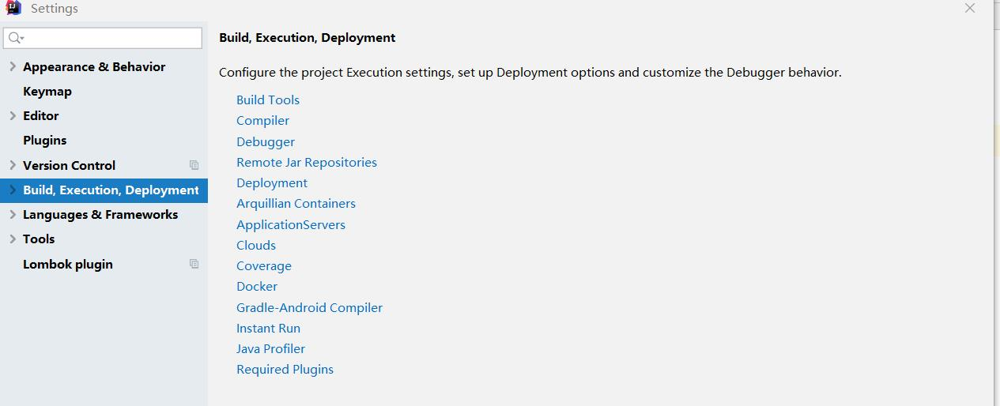 IJ
Settings
Appearance & Behavior
Keymap
Editor
Plugins
Version Control
Build, Execution, Deployment
Languages & Frameworks
Tools
Lombok plugin
Build, Execution, Deployment
Configure the project Execution settings, set up Deployment options and customize the Debugger behavior.
Build Tools
Compiler
Debugger
Remote Jar Repositories
Deployment
Arquillian Containers
ApplicationServers
Clouds
Coverage
Docker
Gradle-Android Compiler
Instant Run
Java Profiler
Required Plugins